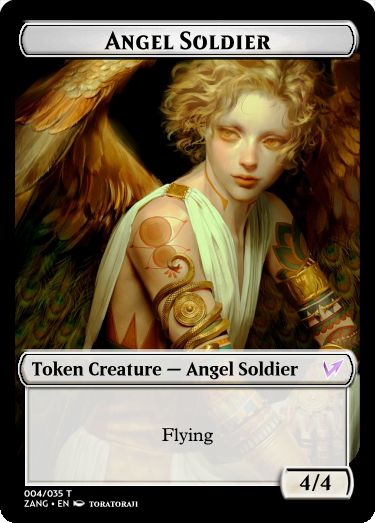 Angel Soldier
Token Creature — Angel Soldier
Flying
4/4
004/035 T
ZANG • EN TORATORAJI